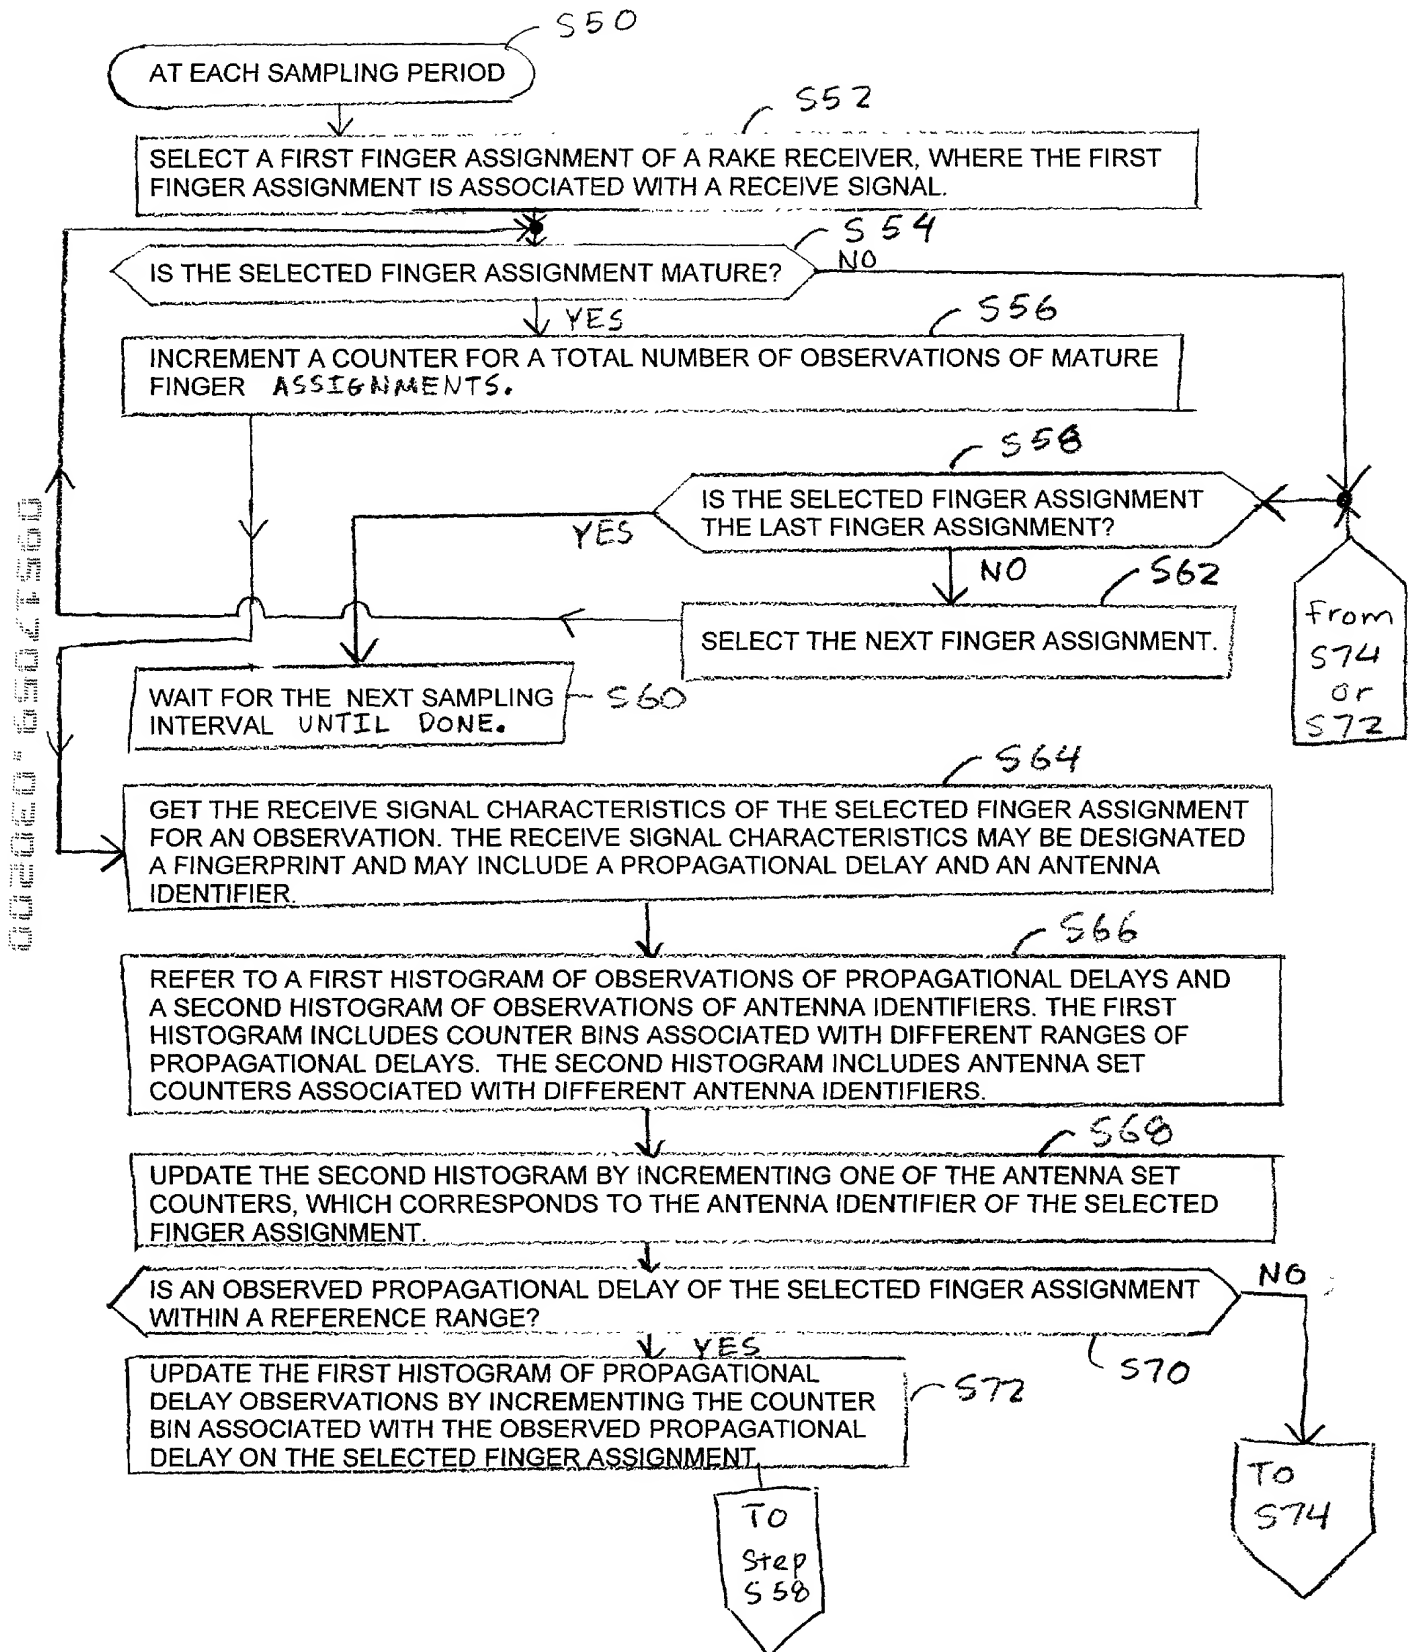 S50
AT EACH SAMPLING PERIOD
S52
SELECT A FIRST FINGER ASSIGNMENT OF A RAKE RECEIVER, WHERE THE FIRST
FINGER ASSIGNMENT IS ASSOCIATED WITH A RECEIVE SIGNAL.
S54
IS THE SELECTED FINGER ASSIGNMENT MATURE?
NO
YES
S56
INCREMENT A COUNTER FOR A TOTAL NUMBER OF OBSERVATIONS OF MATURE
FINGER ASSIGNMENTS.
S58
IS THE SELECTED FINGER ASSIGNMENT
THE LAST FINGER ASSIGNMENT?
YES
NO
S62
SELECT THE NEXT FINGER ASSIGNMENT.
from
S74
or
S72
WAIT FOR THE NEXT SAMPLING
INTERVAL UNTIL DONE.
S60
S64
GET THE RECEIVE SIGNAL CHARACTERISTICS OF THE SELECTED FINGER ASSIGNMENT
FOR AN OBSERVATION. THE RECEIVE SIGNAL CHARACTERISTICS MAY BE DESIGNATED
A FINGERPRINT AND MAY INCLUDE A PROPAGATIONAL DELAY AND AN ANTENNA
IDENTIFIER.
S66
REFER TO A FIRST HISTOGRAM OF OBSERVATIONS OF PROPAGATIONAL DELAYS AND
A SECOND HISTOGRAM OF OBSERVATIONS OF ANTENNA IDENTIFIERS. THE FIRST
HISTOGRAM INCLUDES COUNTER BINS ASSOCIATED WITH DIFFERENT RANGES OF
PROPAGATIONAL DELAYS. THE SECOND HISTOGRAM INCLUDES ANTENNA SET
COUNTERS ASSOCIATED WITH DIFFERENT ANTENNA IDENTIFIERS.
S68
UPDATE THE SECOND HISTOGRAM BY INCREMENTING ONE OF THE ANTENNA SET
COUNTERS, WHICH CORRESPONDS TO THE ANTENNA IDENTIFIER OF THE SELECTED
FINGER ASSIGNMENT.
IS AN OBSERVED PROPAGATIONAL DELAY OF THE SELECTED FINGER ASSIGNMENT
WITHIN A REFERENCE RANGE?
NO
YES
S70
UPDATE THE FIRST HISTOGRAM OF PROPAGATIONAL
DELAY OBSERVATIONS BY INCREMENTING THE COUNTER
BIN ASSOCIATED WITH THE OBSERVED PROPAGATIONAL
DELAY ON THE SELECTED FINGER ASSIGNMENT.
S72
TO
S74
TO
Step
S58